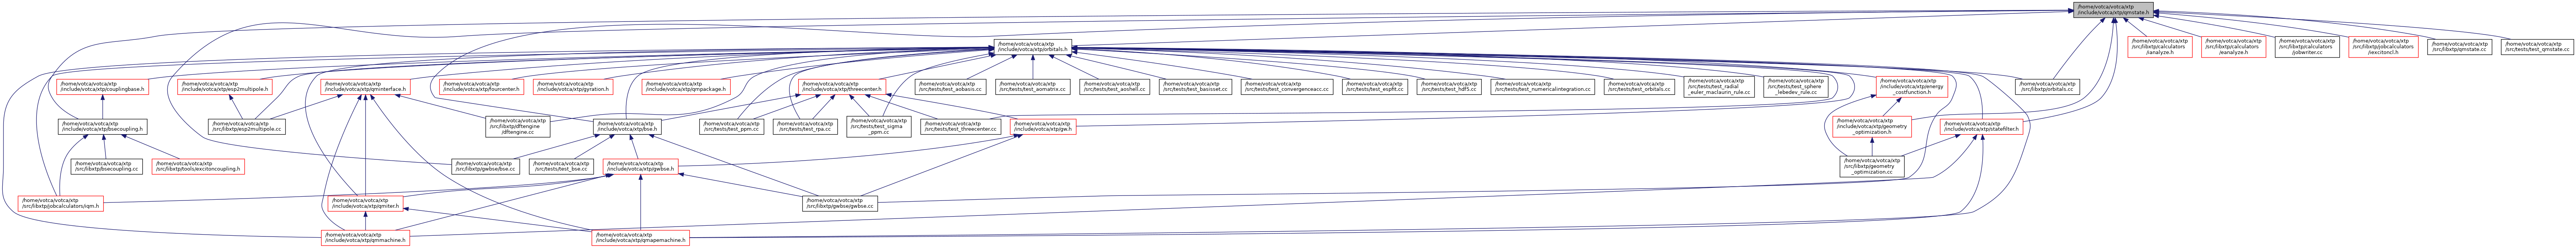 /home/votca/votca/xtp
/include/votca/xtp/qmstate.h
/home/votca/votca/xtp
/include/votca/xtp/orbitals.h
/home/votca/votca/xtp
/src/libxtp/calculators
/ianalyze.h
/home/votca/votca/xtp
/src/libxtp/calculators
/eanalyze.h
/home/votca/votca/xtp
/src/libxtp/jobcalculators
/jobwriter.cc
/home/votca/votca/xtp
/src/libxtp/jobcalculators
/iexcitoncl.h
/home/votca/votca/xtp
/src/libxtp/qmstate.cc
/home/votca/votca/xtp
/src/tests/test_qmstate.cc
/home/votca/votca/xtp
/include/votca/xtp/couplingbase.h
/home/votca/votca/xtp
/include/votca/xtp/esp2multipole.h
/home/votca/votca/xtp
/include/votca/xtp/qminterface.h
/home/votca/votca/xtp
/include/votca/xtp/fourcenter.h
/home/votca/votca/xtp
/include/votca/xtp/gyration.h
/home/votca/votca/xtp
/include/votca/xtp/qmpackage.h
/home/votca/votca/xtp
/include/votca/xtp/threecenter.h
/home/votca/votca/xtp
/src/tests/test_aobasis.cc
/home/votca/votca/xtp
/src/tests/test_aomatrix.cc
/home/votca/votca/xtp
/src/tests/test_aoshell.cc
/home/votca/votca/xtp
/src/tests/test_basisset.cc
/home/votca/votca/xtp
/src/tests/test_convergenceacc.cc
/home/votca/votca/xtp
/src/tests/test_espfit.cc
/home/votca/votca/xtp
/src/tests/test_hdf5.cc
/home/votca/votca/xtp
/src/tests/test_numericalintegration.cc
/home/votca/votca/xtp
/src/tests/test_orbitals.cc
/home/votca/votca/xtp
/src/tests/test_radial
_euler_maclaurin_rule.cc
/home/votca/votca/xtp
/src/tests/test_sphere
_lebedev_rule.cc
/home/votca/votca/xtp
/include/votca/xtp/energy
_costfunction.h
/home/votca/votca/xtp
/src/libxtp/orbitals.cc
/home/votca/votca/xtp
/include/votca/xtp/bsecoupling.h
/home/votca/votca/xtp
/src/libxtp/esp2multipole.cc
/home/votca/votca/xtp
/src/libxtp/dftengine
/dftengine.cc
/home/votca/votca/xtp
/include/votca/xtp/bse.h
/home/votca/votca/xtp
/src/tests/test_ppm.cc
/home/votca/votca/xtp
/src/tests/test_rpa.cc
/home/votca/votca/xtp
/src/tests/test_sigma
_ppm.cc
/home/votca/votca/xtp
/src/tests/test_threecenter.cc
/home/votca/votca/xtp
/include/votca/xtp/gw.h
/home/votca/votca/xtp
/include/votca/xtp/geometry
_optimization.h
/home/votca/votca/xtp
/include/votca/xtp/statefilter.h
/home/votca/votca/xtp
/src/libxtp/bsecoupling.cc
/home/votca/votca/xtp
/src/libxtp/tools/excitoncoupling.h
/home/votca/votca/xtp
/src/libxtp/gwbse/bse.cc
/home/votca/votca/xtp
/src/tests/test_bse.cc
/home/votca/votca/xtp
/include/votca/xtp/gwbse.h
/home/votca/votca/xtp
/src/libxtp/geometry
_optimization.cc
/home/votca/votca/xtp
/src/libxtp/jobcalculators/iqm.h
/home/votca/votca/xtp
/include/votca/xtp/qmiter.h
/home/votca/votca/xtp
/src/libxtp/gwbse/gwbse.cc
/home/votca/votca/xtp
/include/votca/xtp/qmmachine.h
/home/votca/votca/xtp
/include/votca/xtp/qmapemachine.h